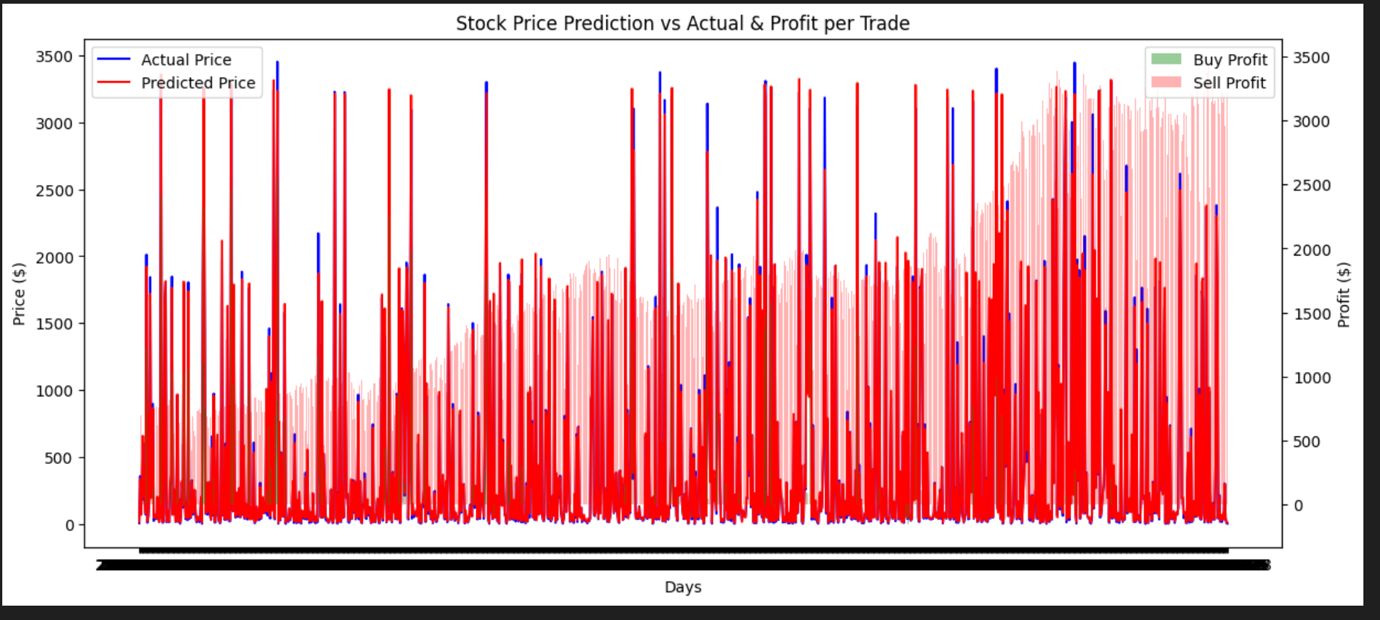 Stock Price Prediction vs Actual & Profit per Trade
Actual Price
Predicted Price
Buy Profit
Sell Profit
Price ($)
3500
3000
2500
2000
1500
1000
500
0
3500
3000
2500
2000
1500
1000
500
0
Profit ($)
Days